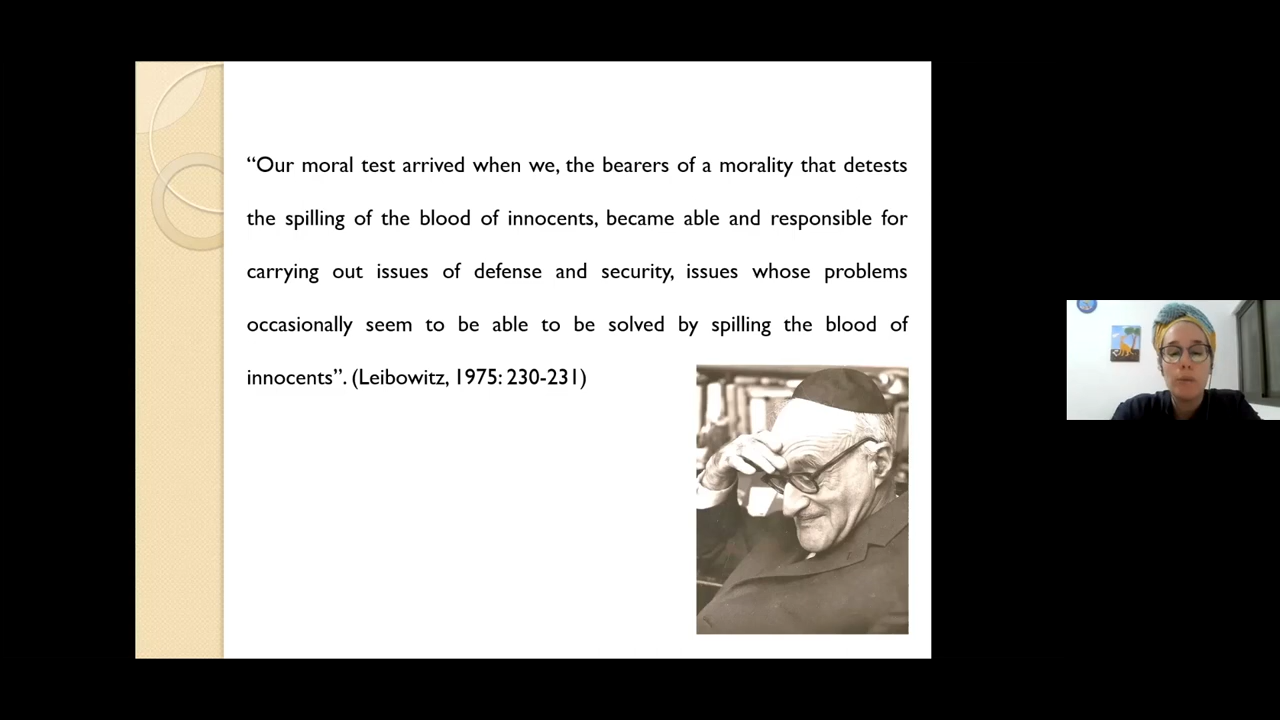 “Our moral test arrived when we, the bearers of a morality that detests
the spilling of the blood of innocents, became able and responsible for
carrying out issues of defense and security, issues whose problems
occasionally seem to be able to be solved by spilling the blood of
innocents”. (Leibowitz, 1975: 230-231)